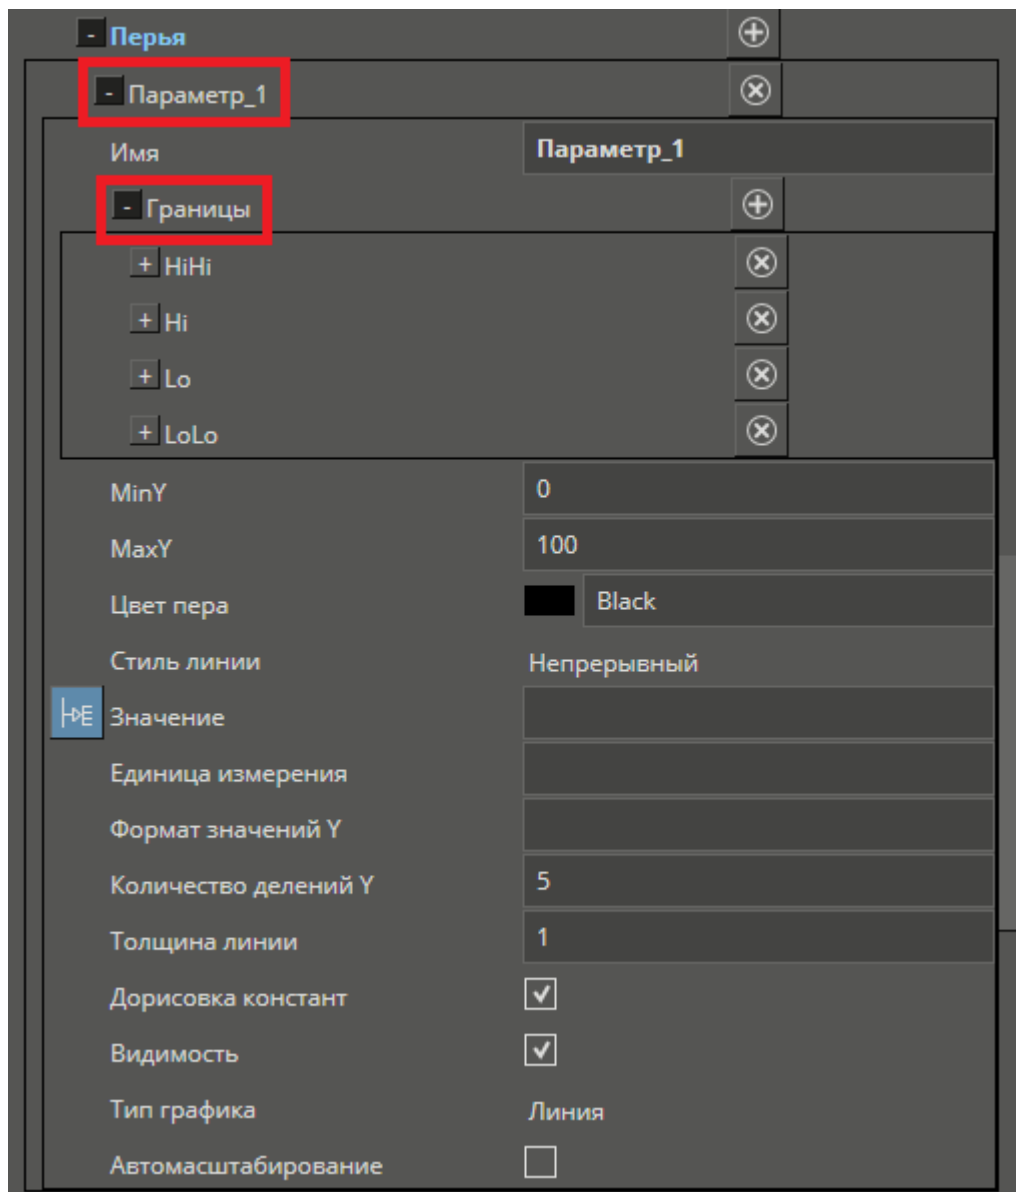 - Перья
- Параметр_1
Имя Параметр_1
- Границы
+ HiHi
+ Hi
+ Lo
+ LoLo
MinY 0
MaxY 100
Цвет пера Black
Стиль линии Непрерывный
Значение
Единица измерения
Формат значений Y
Количество делений Y 5
Толщина линии 1
Дорисовка констант
Видимость
Тип графика Линия
Автомасштабирование